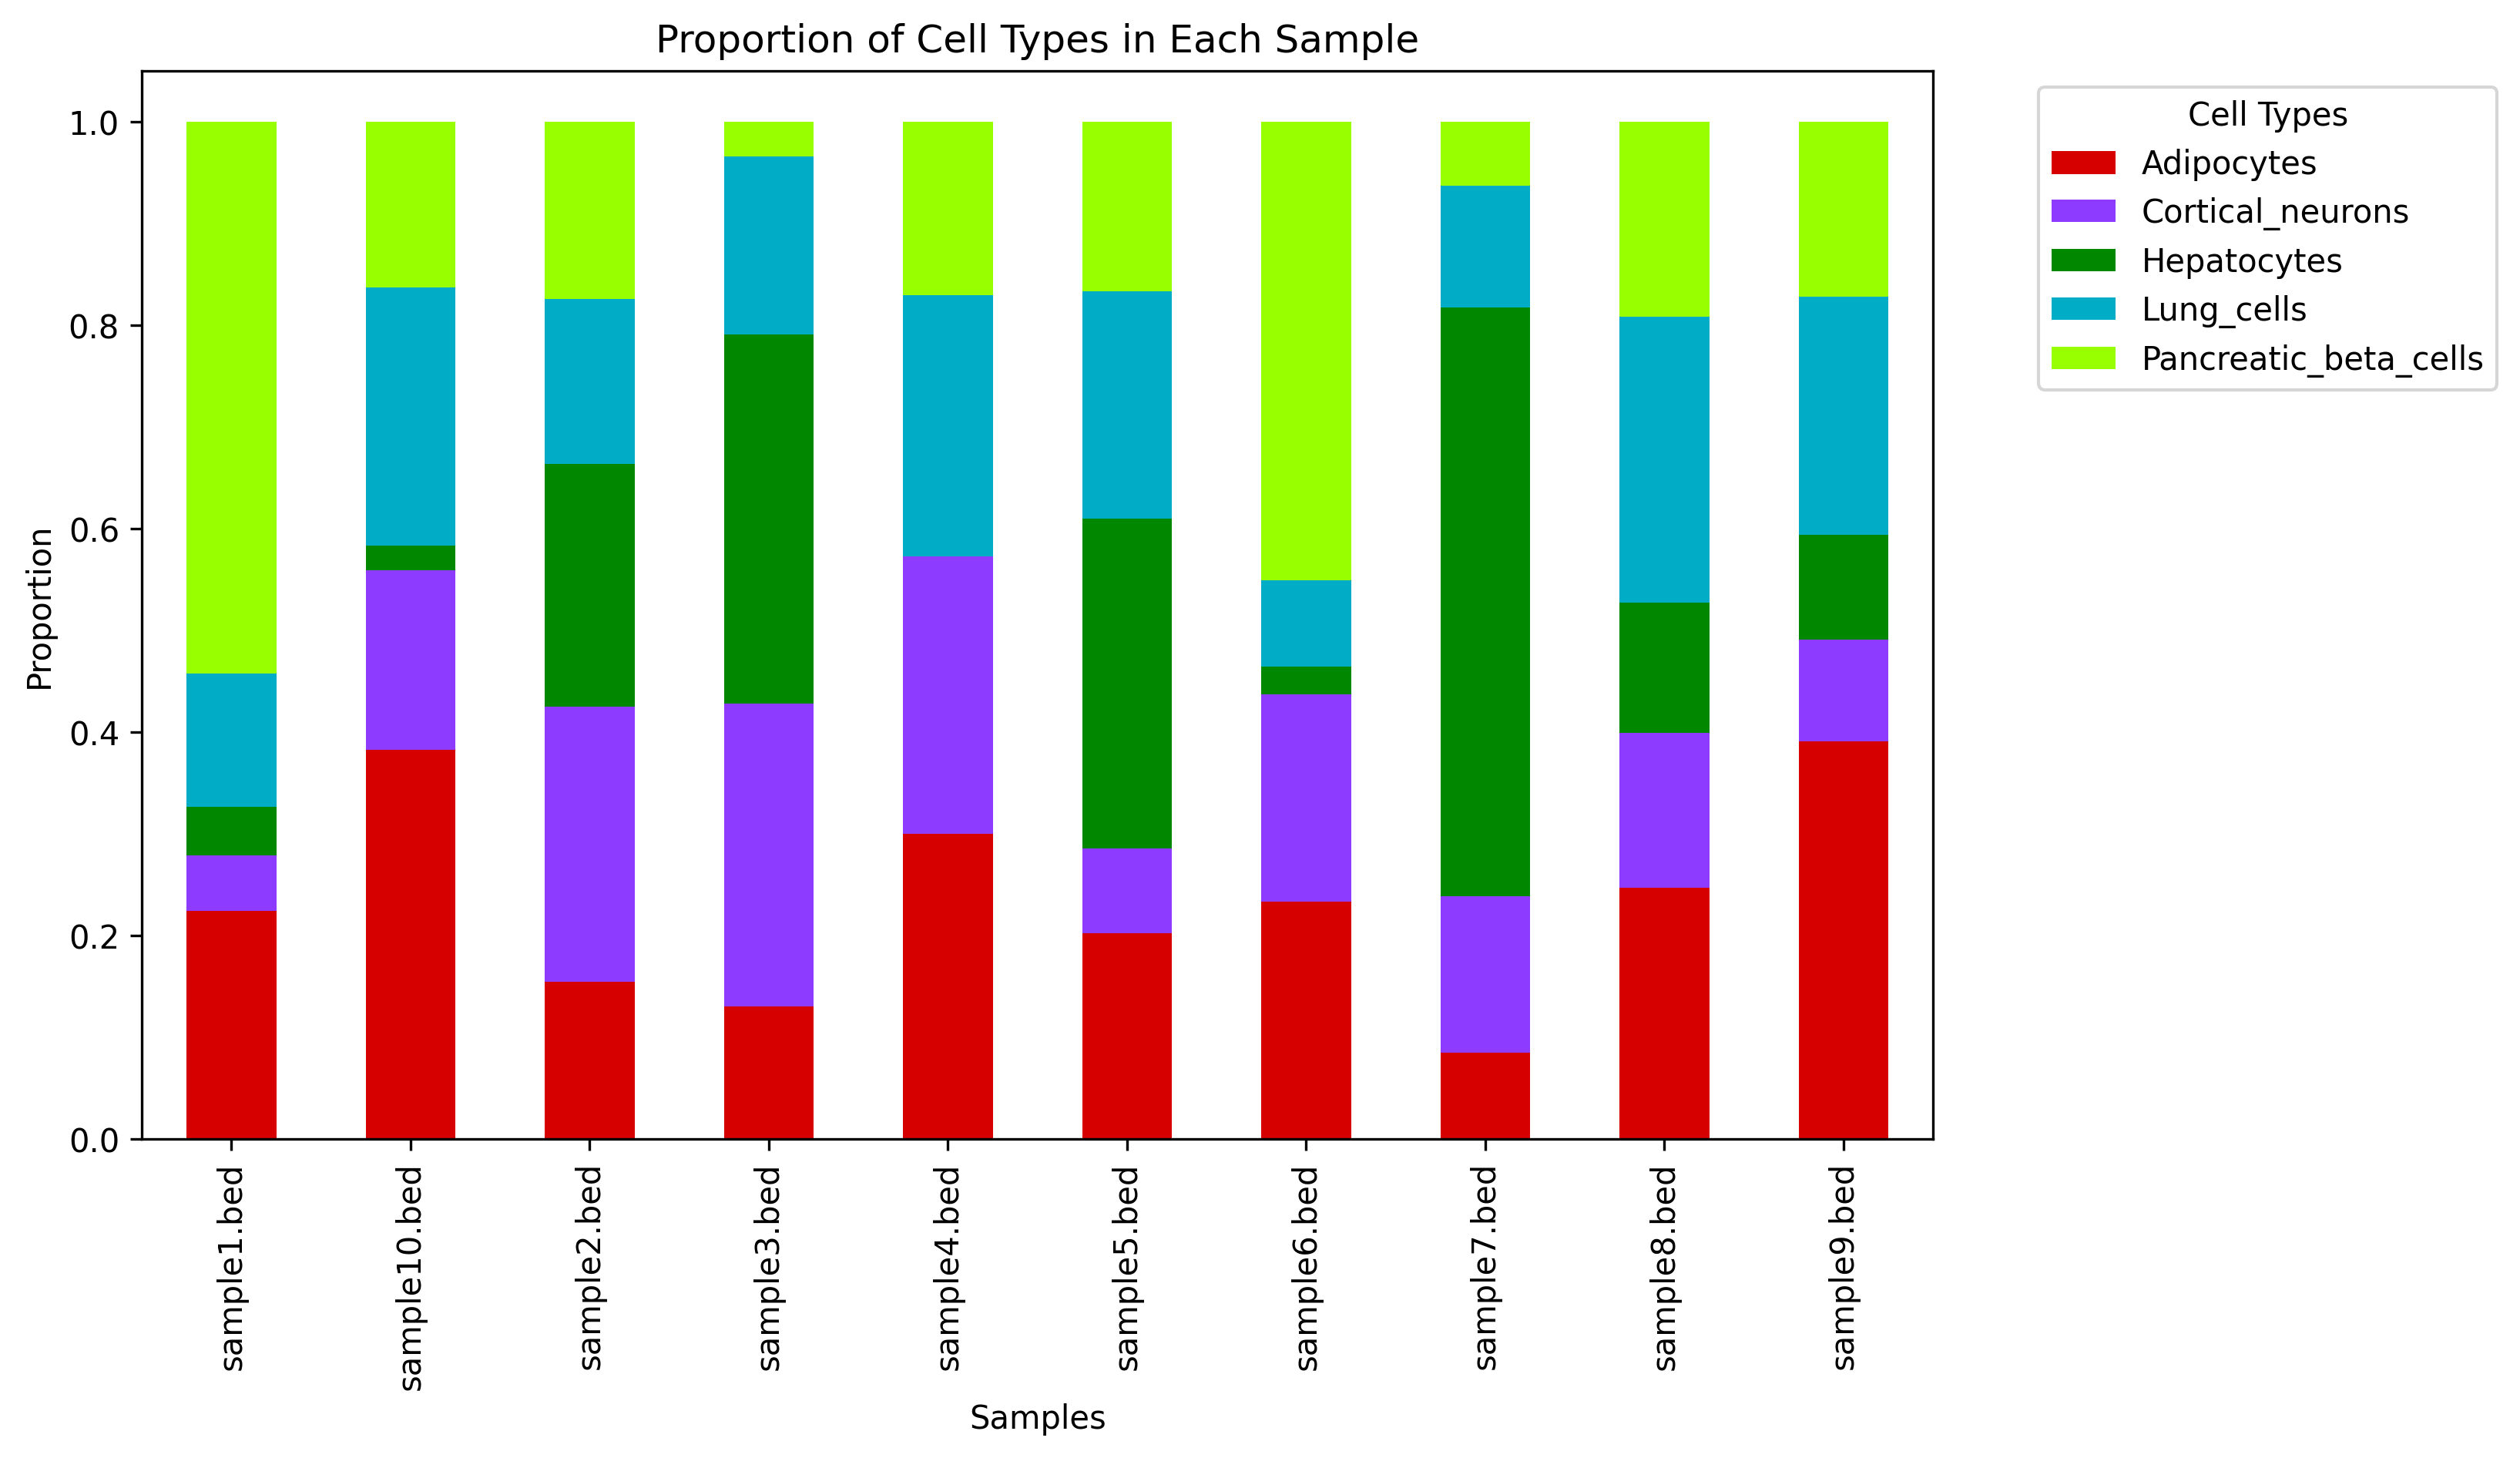 Proportion of Cell Types in Each Sample
Proportion
1.0
0.8
0.6
0.4
0.2
0.0
sample1.bed
sample10.bed
sample2.bed
sample3.bed
sample4.bed
sample5.bed
sample6.bed
sample7.bed
sample8.bed
sample9.bed
Samples
Cell Types
Adipocytes
Cortical_neurons
Hepatocytes
Lung_cells
Pancreatic_beta_cells